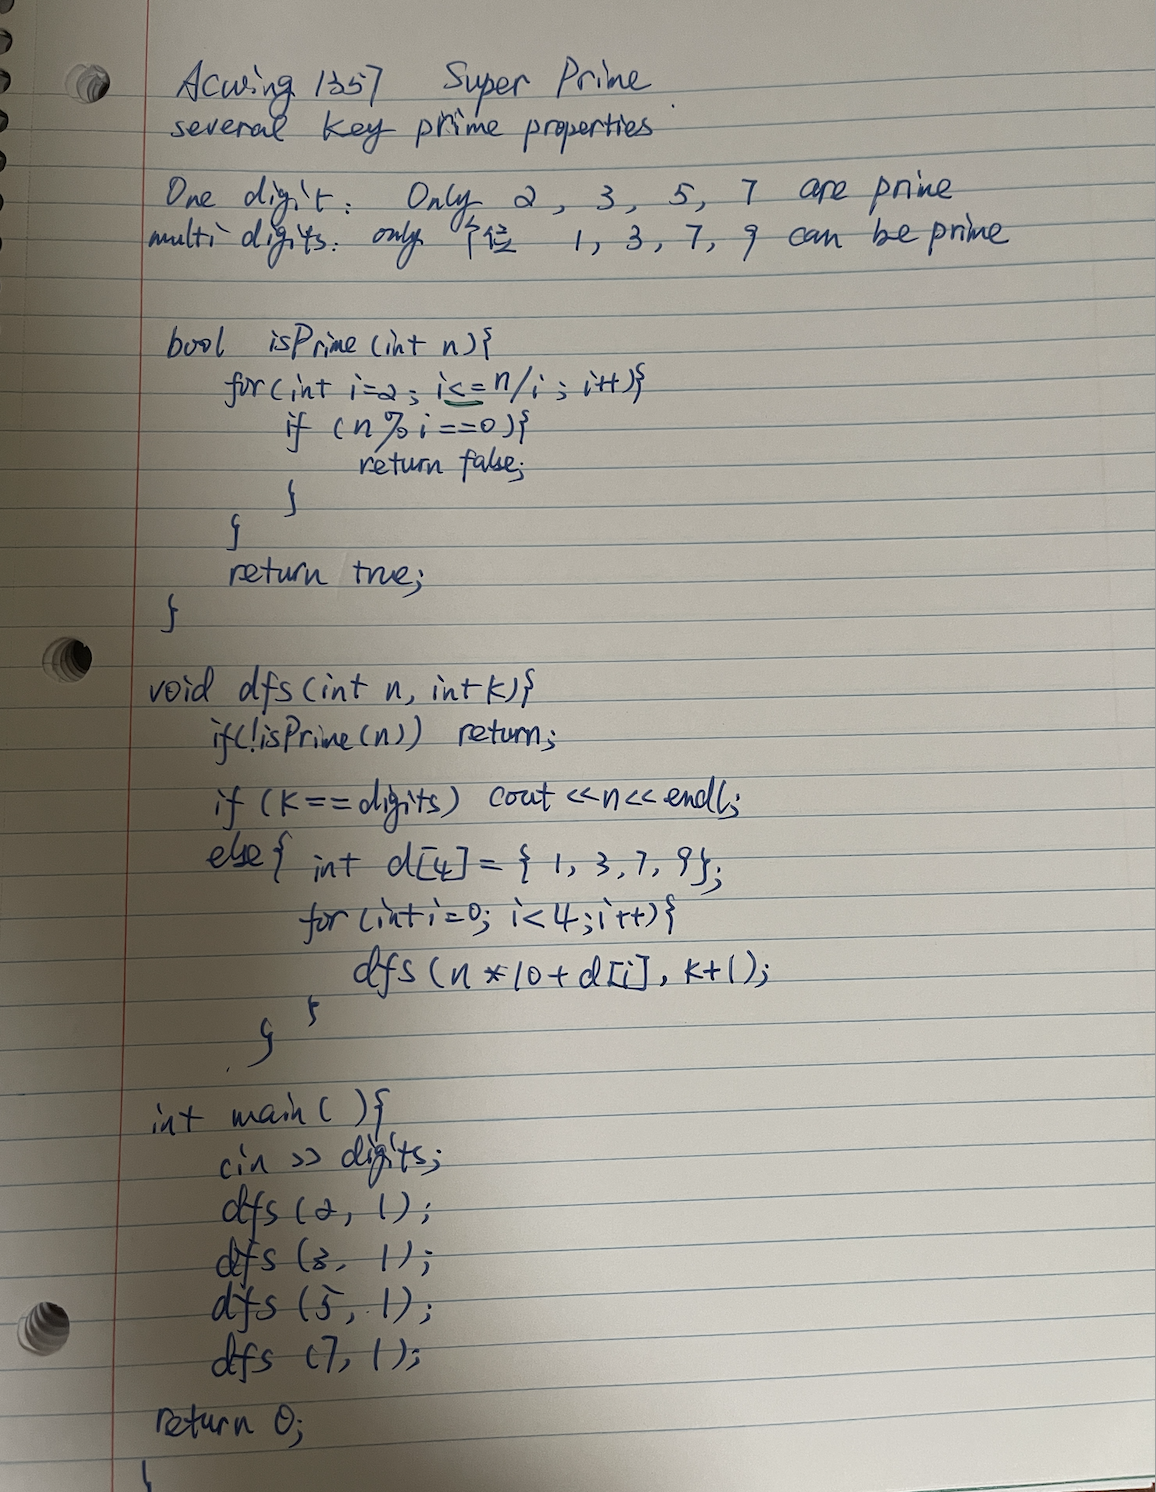 Acwing 1357 Super Prime
several key prime properties
One digit: Only 2, 3, 5, 7 are prime
multi digits: only 个位 1, 3, 7, 9 can be prime
bool isPrime (int n){
for(int i=2; i<=n/i; i++){
if (n%i==0){
return false;
}
}
return true;
}
void dfs(int n, int k){
if(!isPrime(n)) return;
if (k==digits) cout <<n<<endl;
else{ int d[4]={1, 3, 7, 9};
for (int i=0; i<4; i++){
dfs (n*10+d[i], k+1);
}
}
int main( ){
cin >> digits;
dfs (2, 1);
dfs (3, 1);
dfs (5, 1);
dfs (7, 1);
return 0;
}